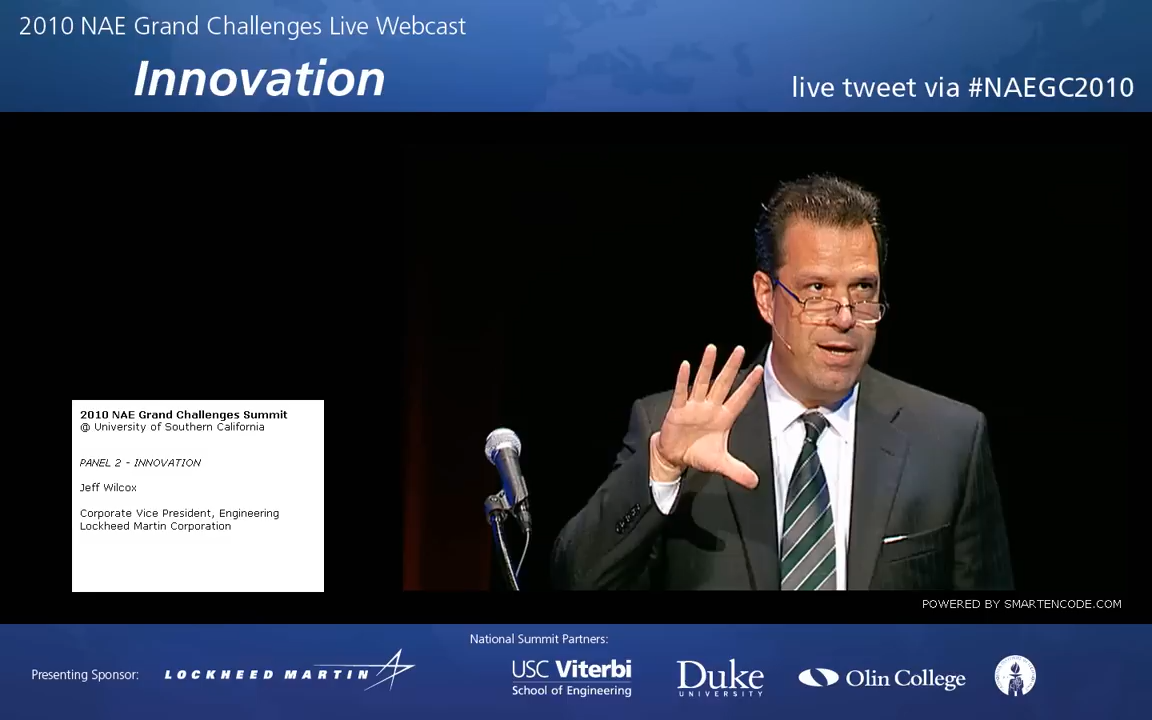 2010 NAE Grand Challenges Live Webcast
Innovation
live tweet via #NAEGC2010
2010 NAE Grand Challenges Summit
@ University of Southern California
PANEL 2 - INNOVATION
Jeff Wilcox
Corporate Vice President, Engineering
Lockheed Martin Corporation
POWERED BY SMARTENCODE.COM
National Summit Partners:
Presenting Sponsor:
LOCKHEED MARTIN
USC Viterbi
School of Engineering
Duke
UNIVERSITY
Olin College